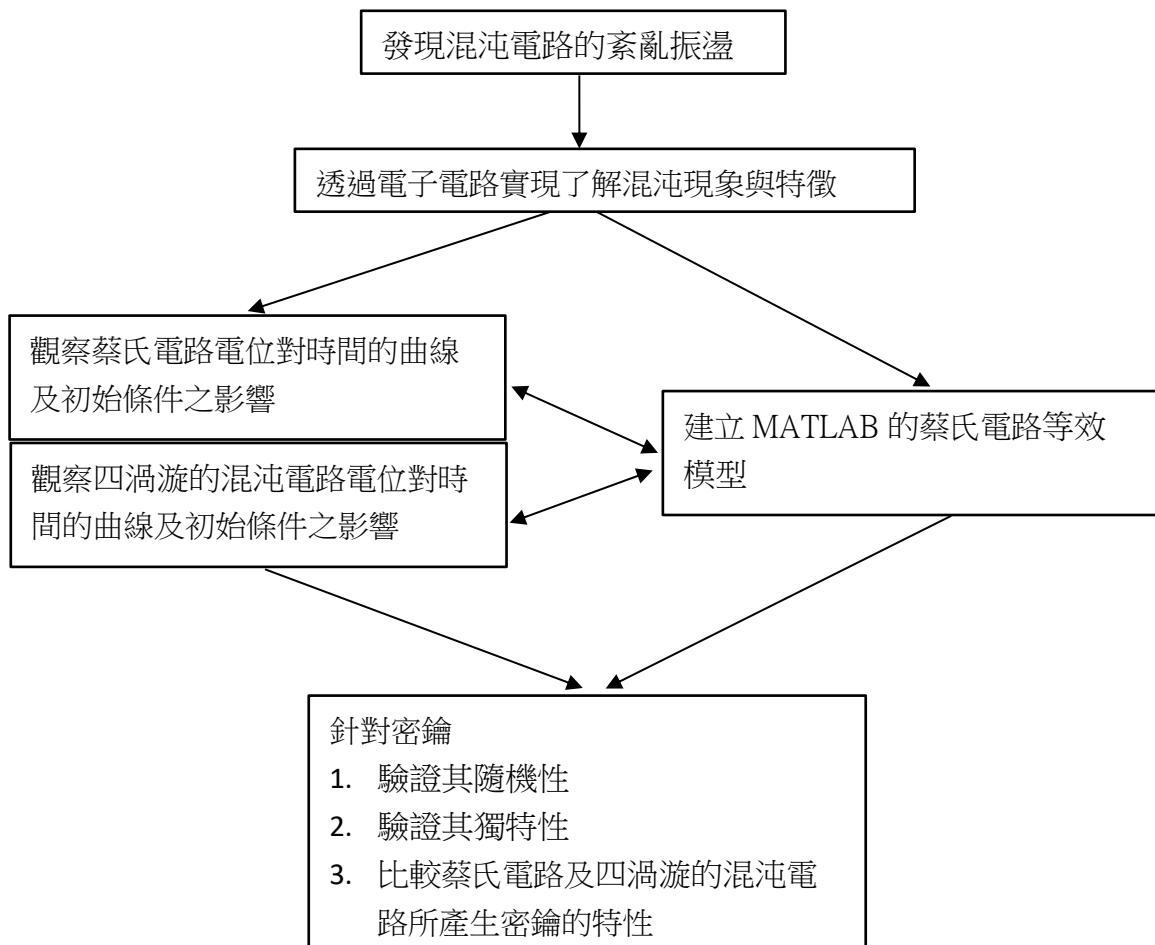 發現混沌電路的紊亂振盪
透過電子電路實現了解混沌現象與特徵
觀察蔡氏電路電位對時間的曲線
及初始條件之影響
觀察四渦漩的混沌電路電位對時
間的曲線及初始條件之影響
建立 MATLAB 的蔡氏電路等效
模型
針對密鑰
1. 驗證其隨機性
2. 驗證其獨特性
3. 比較蔡氏電路及四渦漩的混沌電
路所產生密鑰的特性